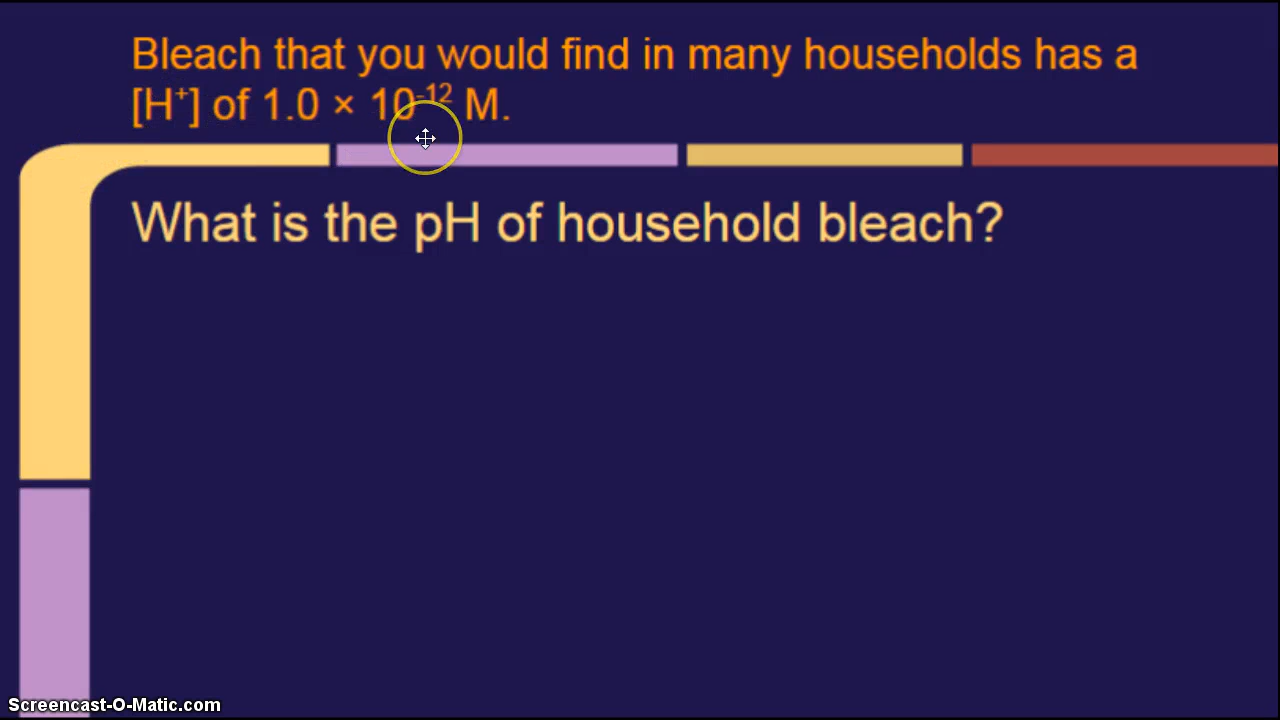 Bleach that you would find in many households has a
[H⁺] of 1.0 × 10⁻¹² M.
What is the pH of household bleach?
Screencast-O-Matic.com